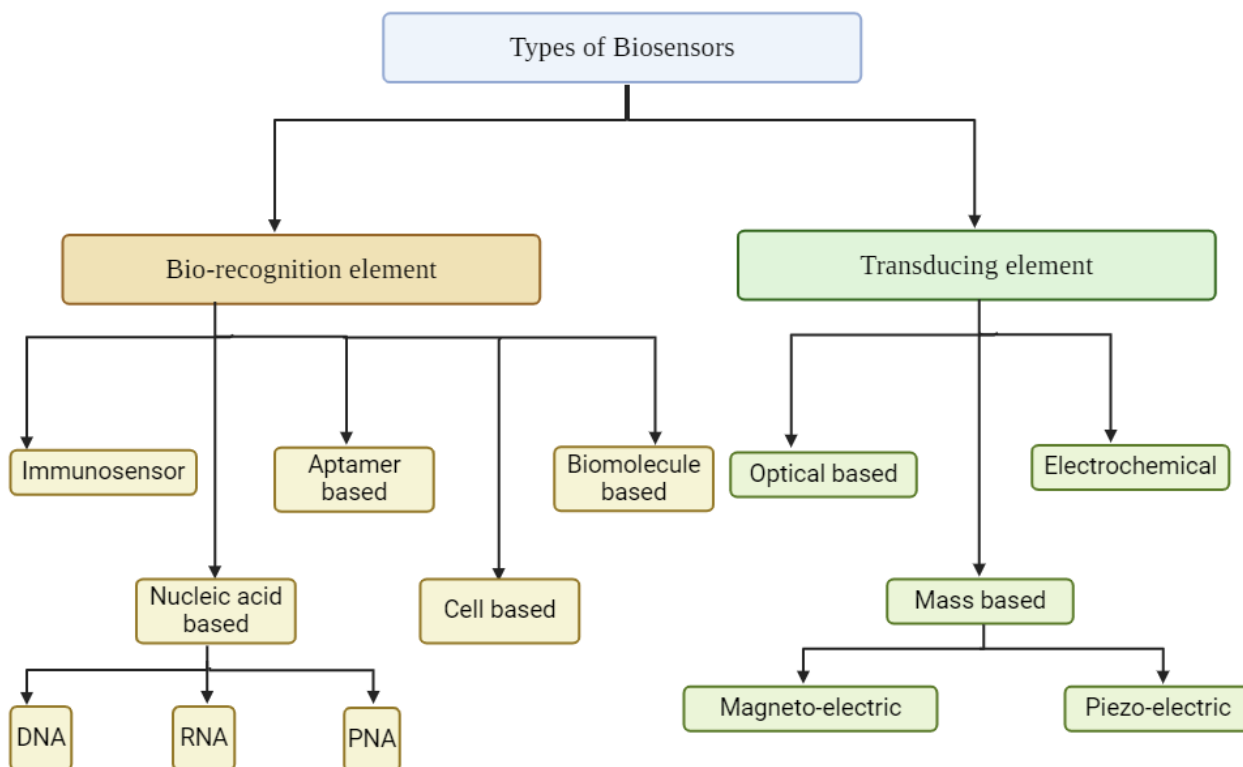 Types of Biosensors
Bio-recognition element
Transducing element
Immunosensor
Aptamer
based
Biomolecule
based
Optical based
Electrochemical
Nucleic acid
based
Cell based
Mass based
DNA
RNA
PNA
Magneto-electric
Piezo-electric